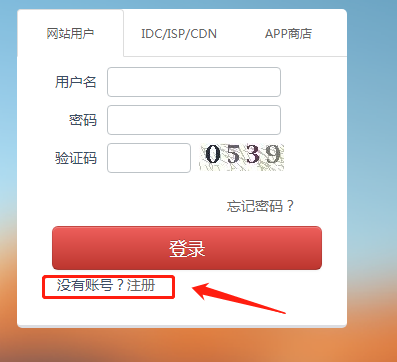 网站用户 IDC/ISP/CDN APP商店
用户名
密码
验证码 0539
忘记密码？
登录
没有账号？注册